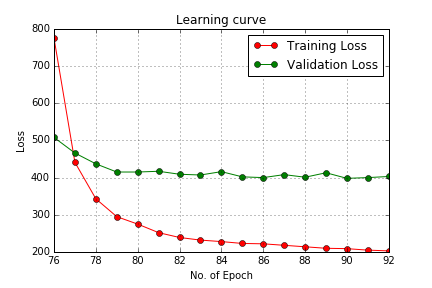 Learning curve
800
700
600
500
400
300
200
Loss
Training Loss
Validation Loss
76 78 80 82 84 86 88 90 92
No. of Epoch